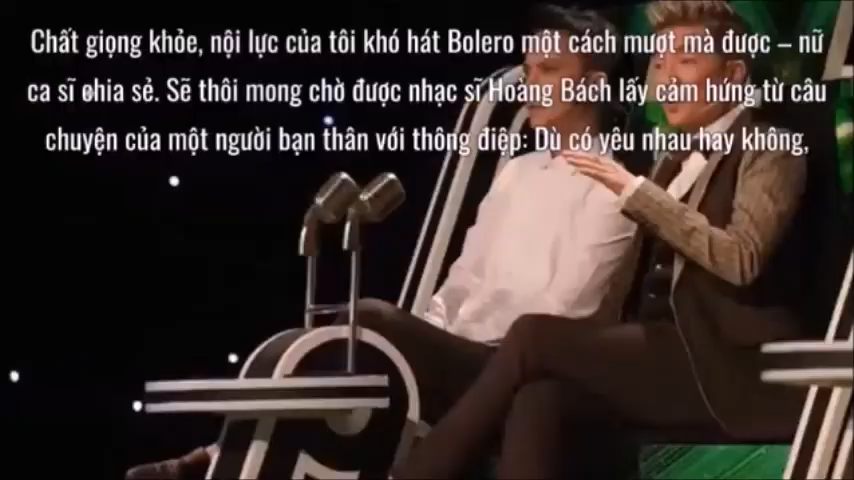 Chất giọng khỏe, nội lực của tôi khó hát Bolero một cách mượt mà được – nữ
ca sĩ chia sẻ. Sẽ thôi mong chờ được nhạc sĩ Hoàng Bách lấy cảm hứng từ câu
chuyện của một người bạn thân với thông điệp: Dù có yêu nhau hay không,